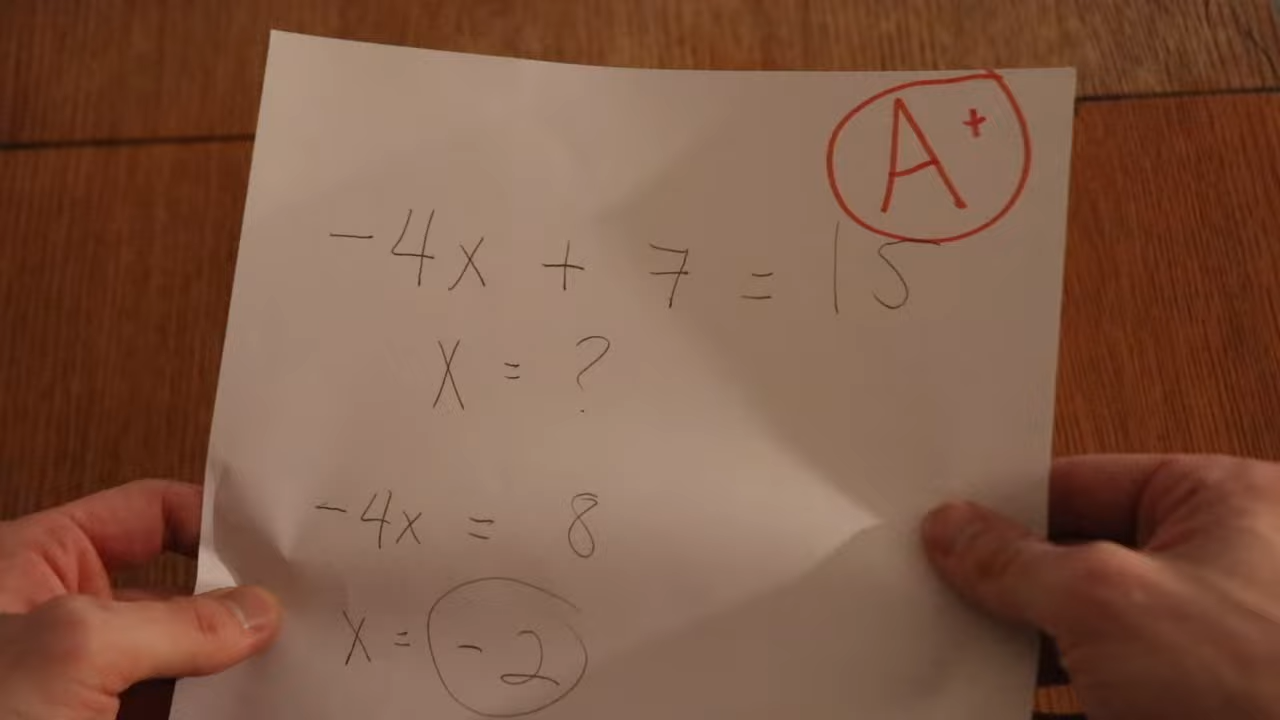 A+
-4x + 7 = 15
x = ?
-4x = 8
x = -2